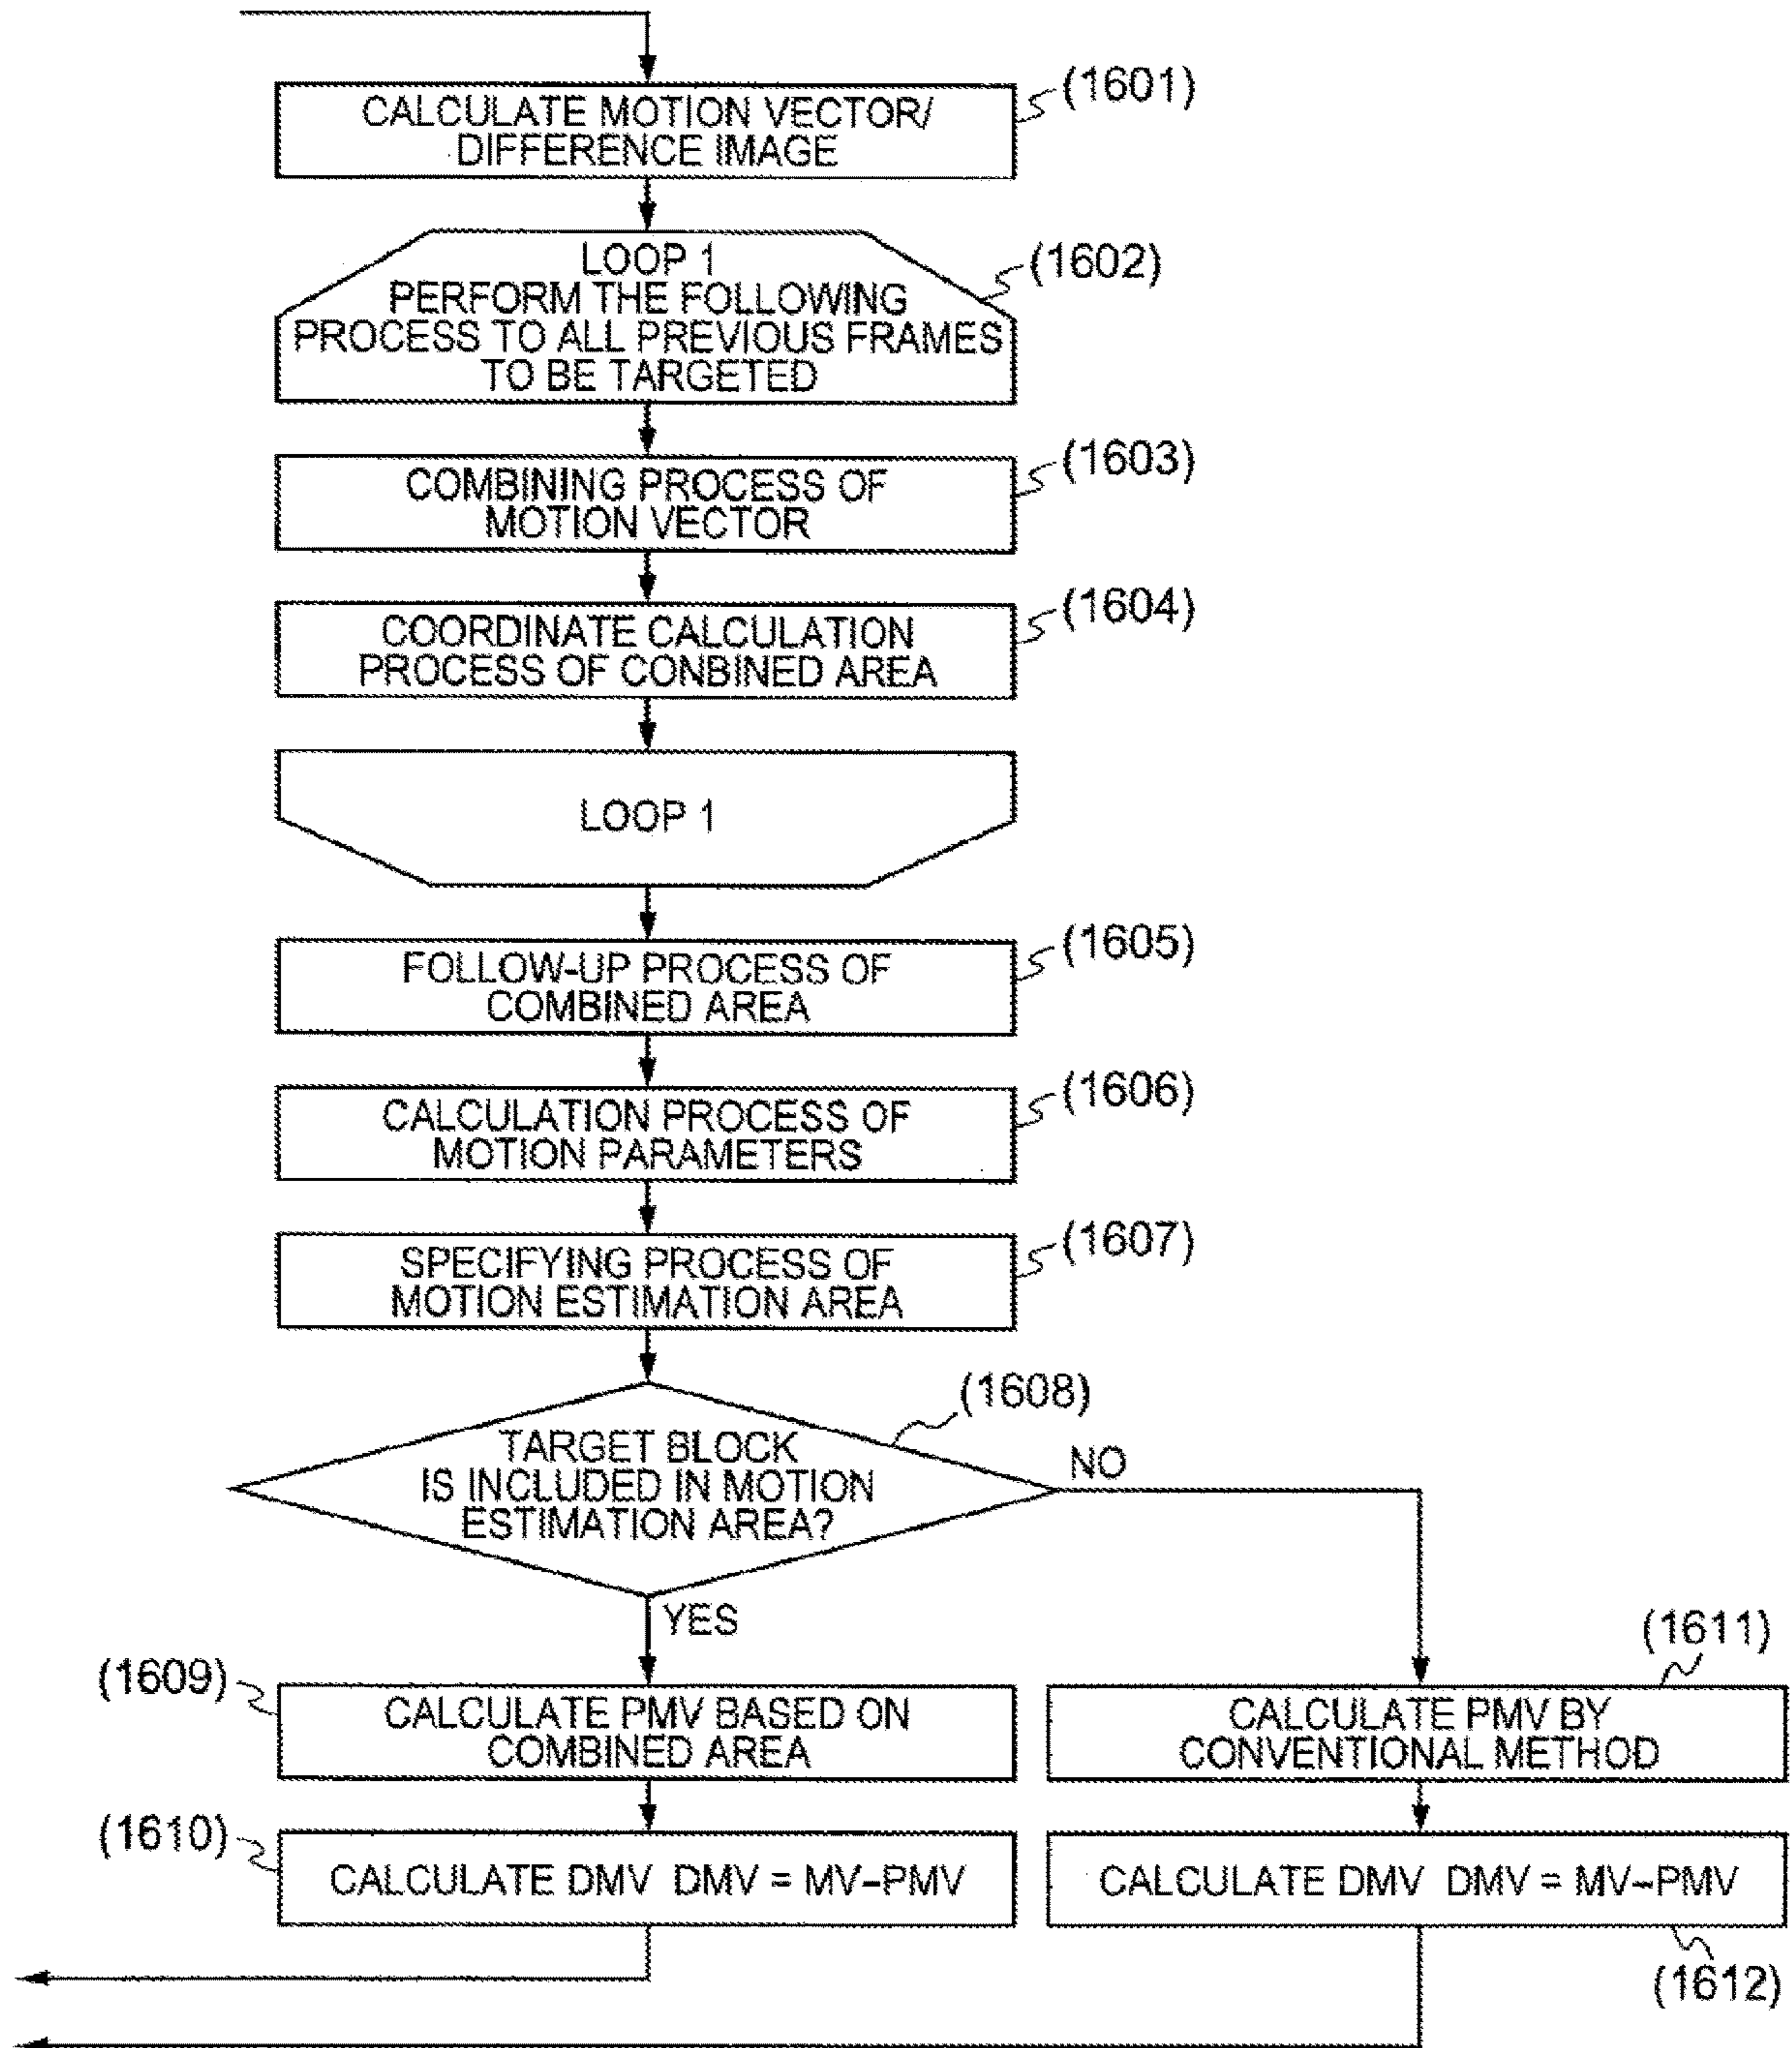 (1601)
CALCULATE MOTION VECTOR/
DIFFERENCE IMAGE
(1602)
LOOP 1
PERFORM THE FOLLOWING
PROCESS TO ALL PREVIOUS FRAMES
TO BE TARGETED
(1603)
COMBINING PROCESS OF
MOTION VECTOR
(1604)
COORDINATE CALCULATION
PROCESS OF CONBINED AREA
LOOP 1
(1605)
FOLLOW-UP PROCESS OF
COMBINED AREA
(1606)
CALCULATION PROCESS OF
MOTION PARAMETERS
(1607)
SPECIFYING PROCESS OF
MOTION ESTIMATION AREA
(1608)
TARGET BLOCK
IS INCLUDED IN MOTION
ESTIMATION AREA?
NO
YES
(1609)
CALCULATE PMV BASED ON
COMBINED AREA
(1611)
CALCULATE PMV BY
CONVENTIONAL METHOD
(1610)
CALCULATE DMV DMV = MV-PMV
CALCULATE DMV DMV = MV-PMV
(1612)